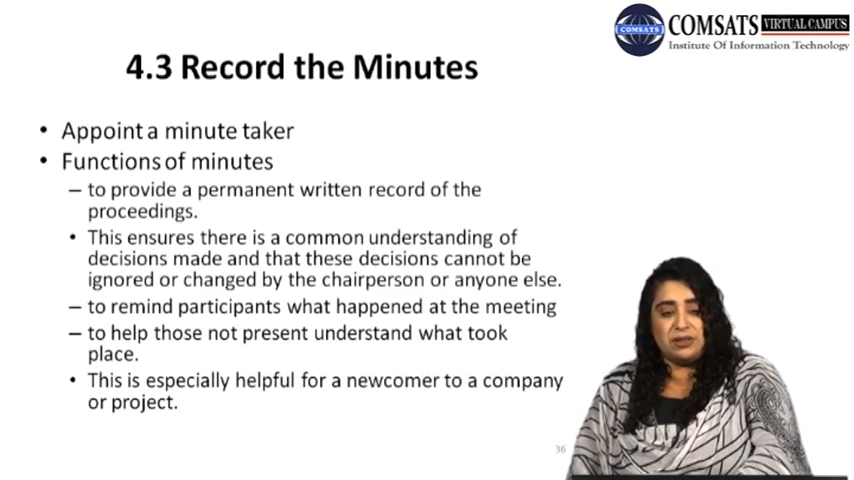 COMSATS
COMSATS VIRTUAL CAMPUS
Institute Of Information Technology
4.3 Record the Minutes
• Appoint a minute taker
• Functions of minutes
– to provide a permanent written record of the
proceedings.
• This ensures there is a common understanding of
decisions made and that these decisions cannot be
ignored or changed by the chairperson or anyone else.
– to remind participants what happened at the meeting
– to help those not present understand what took
place.
• This is especially helpful for a newcomer to a company
or project.
36